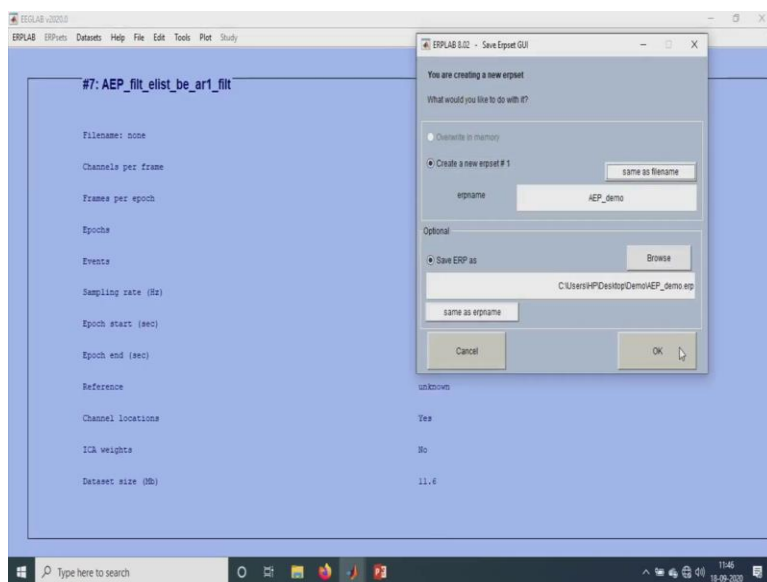 EEGLAB v2020.0
ERPLAB ERPsets Datasets Help File Edit Tools Plot Study
#7: AEP_filt_elist_be_ar1_filt
Filename: none
Channels per frame
Frames per epoch
Epochs
Events
Sampling rate (Hz)
Epoch start (sec)
Epoch end (sec)
Reference unknown
Channel locations Yes
ICA weights No
Dataset size (Mb) 11.6
ERPLAB 8.02 - Save Erpset GUI
You are creating a new erpset
What would you like to do with it?
Overwrite in memory
Create a new erpset # 1
same as filename
erpname AEP_demo
Optional
Save ERP as Browse
C:\Users\HP\Desktop\Demo\AEP_demo.erp
same as erpname
Cancel OK
Type here to search
11:46
18-09-2020